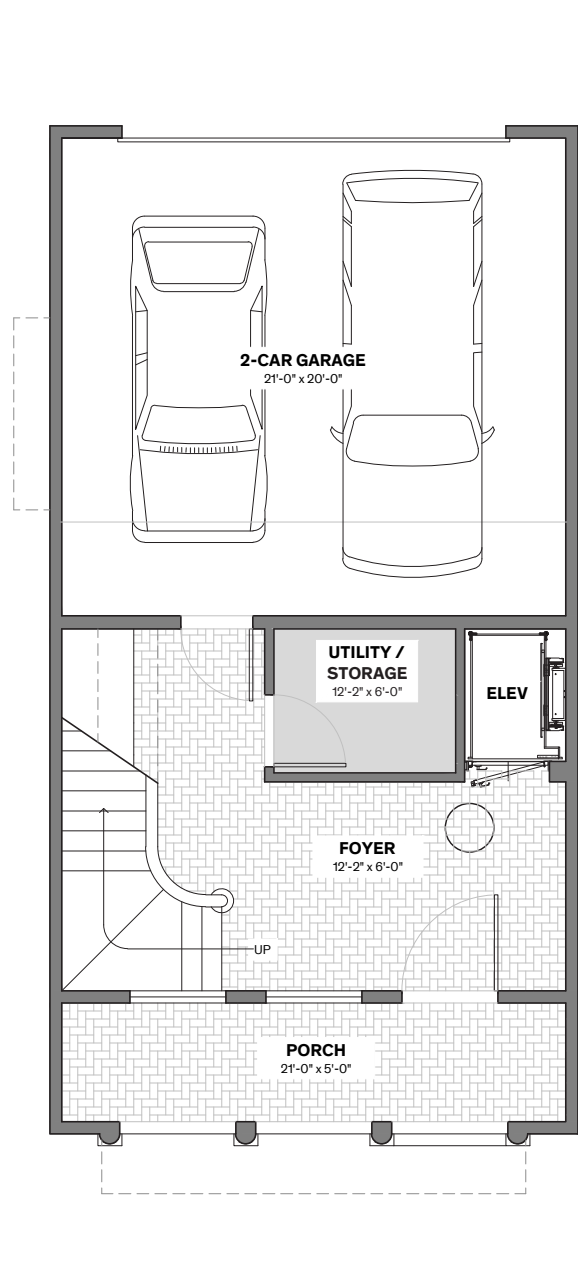 2-CAR GARAGE
21'-0" x 20'-0"
UTILITY /
STORAGE
12'-2" x 6'-0"
ELEV
FOYER
12'-2" x 6'-0"
UP
PORCH
21'-0" x 5'-0"